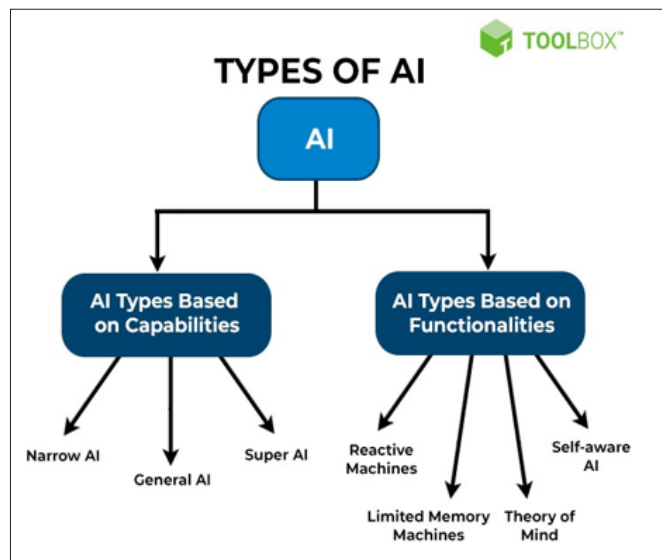 TOOLBOX™
TYPES OF AI
AI
AI Types Based
on Capabilities
AI Types Based on
Functionalities
Narrow AI
General AI
Super AI
Reactive
Machines
Limited Memory
Machines
Theory of
Mind
Self-aware
AI